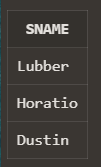 SNAME
Lubber
Horatio
Dustin